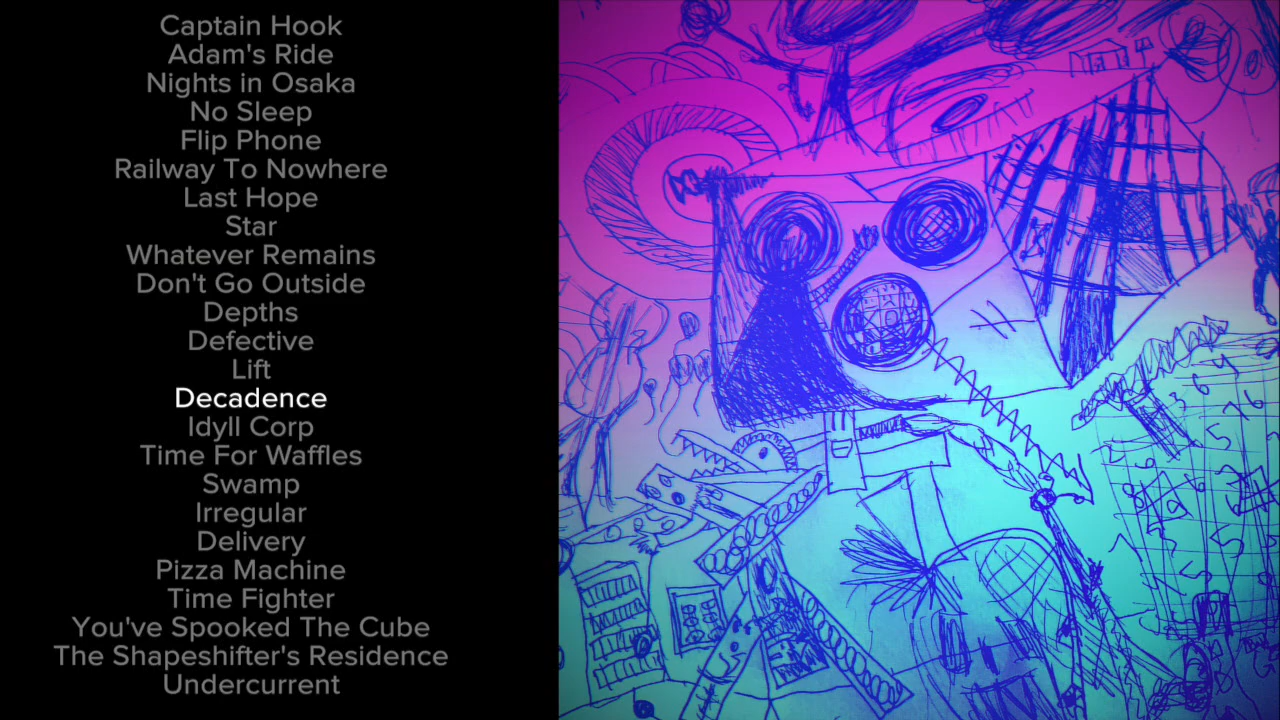 Captain Hook
Adam's Ride
Nights in Osaka
No Sleep
Flip Phone
Railway To Nowhere
Last Hope
Star
Whatever Remains
Don't Go Outside
Depths
Defective
Lift
Decadence
Idyll Corp
Time For Waffles
Swamp
Irregular
Delivery
Pizza Machine
Time Fighter
You've Spooked The Cube
The Shapeshifter's Residence
Undercurrent